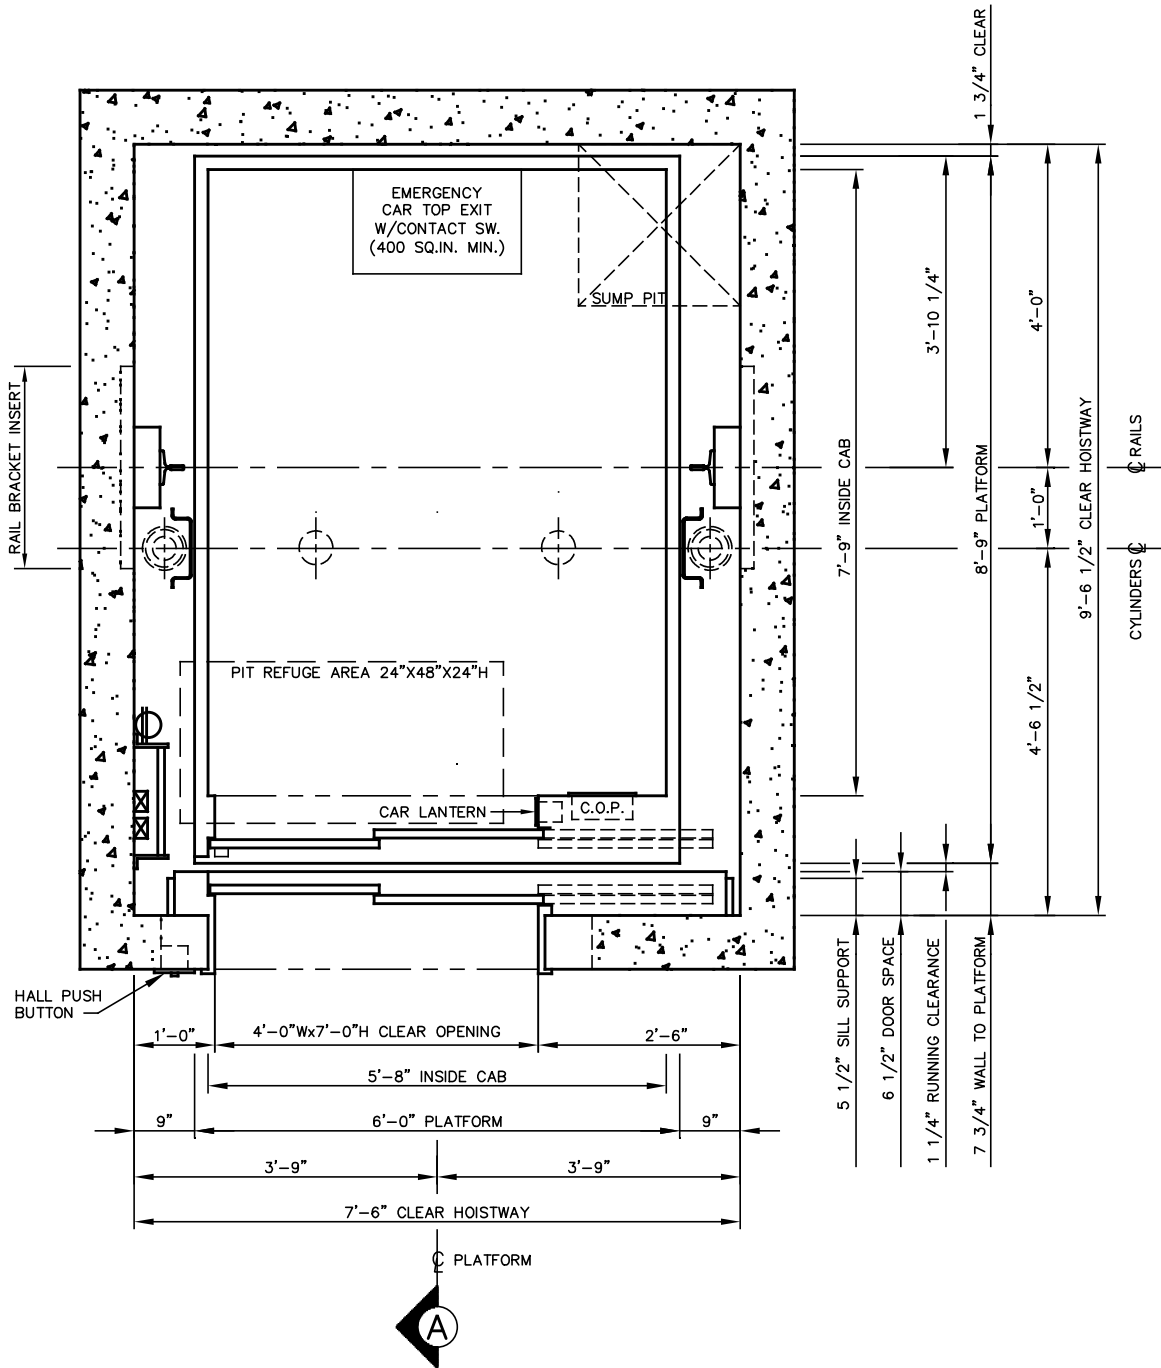 1 3/4" CLEAR
EMERGENCY
CAR TOP EXIT
W/CONTACT SW.
(400 SQ.IN. MIN.)
SUMP PIT
3'-10 1/4"
4'-0"
RAIL BRACKET INSERT
7'-9" INSIDE CAB
8'-9" PLATFORM
9'-6 1/2" CLEAR HOISTWAY
1'-0"
℄ RAILS
CYLINDERS ℄
4'-6 1/2"
PIT REFUGE AREA 24"X48"X24"H
CAR LANTERN
C.O.P.
HALL PUSH
BUTTON
5 1/2" SILL SUPPORT
6 1/2" DOOR SPACE
1 1/4" RUNNING CLEARANCE
7 3/4" WALL TO PLATFORM
1'-0"
4'-0"Wx7'-0"H CLEAR OPENING
2'-6"
5'-8" INSIDE CAB
9"
6'-0" PLATFORM
9"
3'-9"
3'-9"
7'-6" CLEAR HOISTWAY
℄ PLATFORM
A